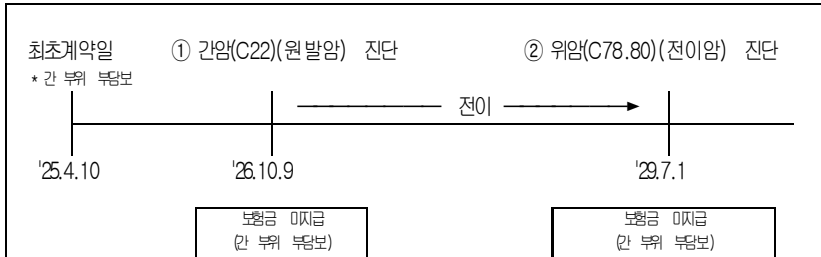 최초계약일 ① 간암(C22)(원발암) 진단 ② 위암(C78.80)(전이암) 진단
* 간 부위 부담보
전이
'25.4.10 '26.10.9 '29.7.1
보험금 미지급 보험금 미지급
(간 부위 부담보) (간 부위 부담보)